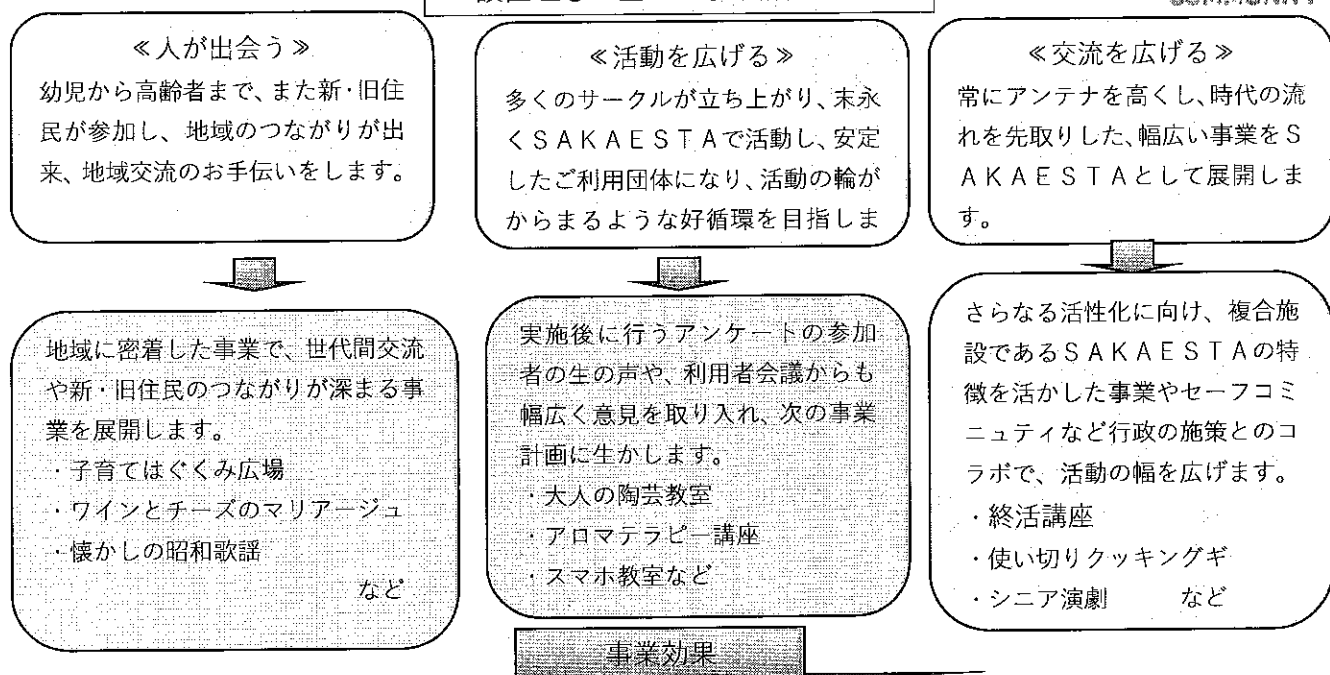 ≪人が出会う≫
幼児から高齢者まで、また新・旧住
民が参加し、地域のつながりが出
来、地域交流のお手伝いをします。
≪活動を広げる≫
多くのサークルが立ち上がり、末永
くＳＡＫＡＥＳＴＡで活動し、安定
したご利用団体になり、活動の輪が
からまるような好循環を目指しま
≪交流を広げる≫
常にアンテナを高くし、時代の流
れを先取りした、幅広い事業をＳ
ＡＫＡＥＳＴＡとして展開しま
す。
地域に密着した事業で、世代間交流
や新・旧住民のつながりが深まる事
業を展開します。
・子育てはぐくみ広場
・ワインとチーズのマリアージュ
・懐かしの昭和歌謡
など
実施後に行うアンケートの参加
者の生の声や、利用者会議からも
幅広く意見を取り入れ、次の事業
計画に生かします。
・大人の陶芸教室
・アロマテラピー講座
・スマホ教室など
さらなる活性化に向け、複合施
設であるＳＡＫＡＥＳＴＡの特
徴を活かした事業やセーフコミ
ニュティなど行政の施策とのコ
ラボで、活動の幅を広げます。
・終活講座
・使い切りクッキングギ
・シニア演劇　　など
事業効果